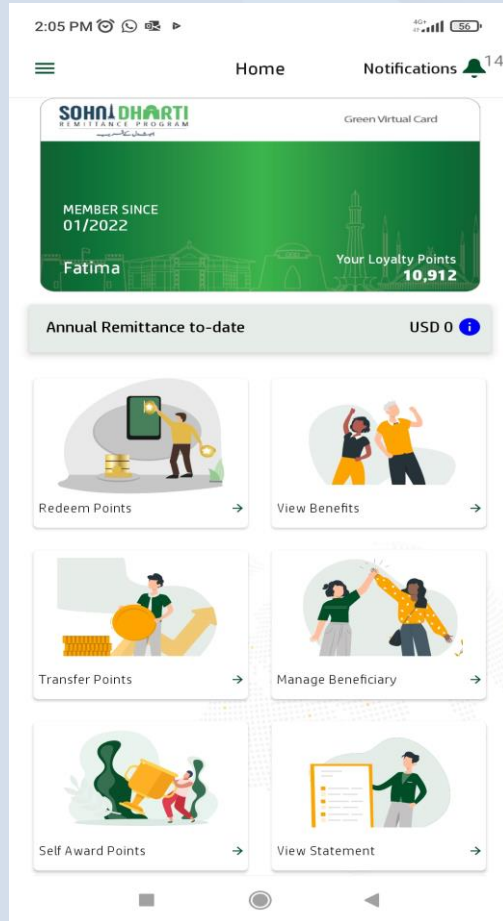 2:05 PM
4G+
56
Home
Notifications
14
SOHNI DHARTI
REMITTANCE PROGRAM
Green Virtual Card
MEMBER SINCE
01/2022
Fatima
Your Loyalty Points
10,912
Annual Remittance to-date
USD 0
Redeem Points
View Benefits
Transfer Points
Manage Beneficiary
Self Award Points
View Statement